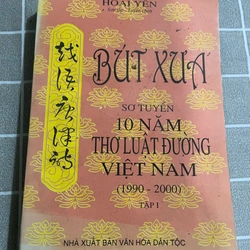 HOÀI YÊN
BÚT XƯA
SƠ TUYỂN
10 NĂM
THƠ LUẬT ĐƯỜNG
VIỆT NAM
(1990 - 2000)
TẬP I
NHÀ XUẤT BẢN VĂN HÓA DÂN TỘC